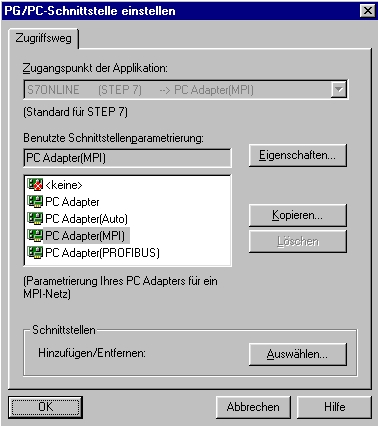 PG/PC-Schnittstelle einstellen
Zugriffsweg
Zugangspunkt der Applikation:
S7ONLINE (STEP 7) --> PC Adapter(MPI)
(Standard für STEP 7)
Benutzte Schnittstellenparametrierung:
PC Adapter(MPI)
Eigenschaften...
<keine>
PC Adapter
PC Adapter(Auto)
PC Adapter(MPI)
PC Adapter(PROFIBUS)
Kopieren...
Löschen
(Parametrierung Ihres PC Adapters für ein
MPI-Netz)
Schnittstellen
Hinzufügen/Entfernen:
Auswählen...
OK
Abbrechen
Hilfe